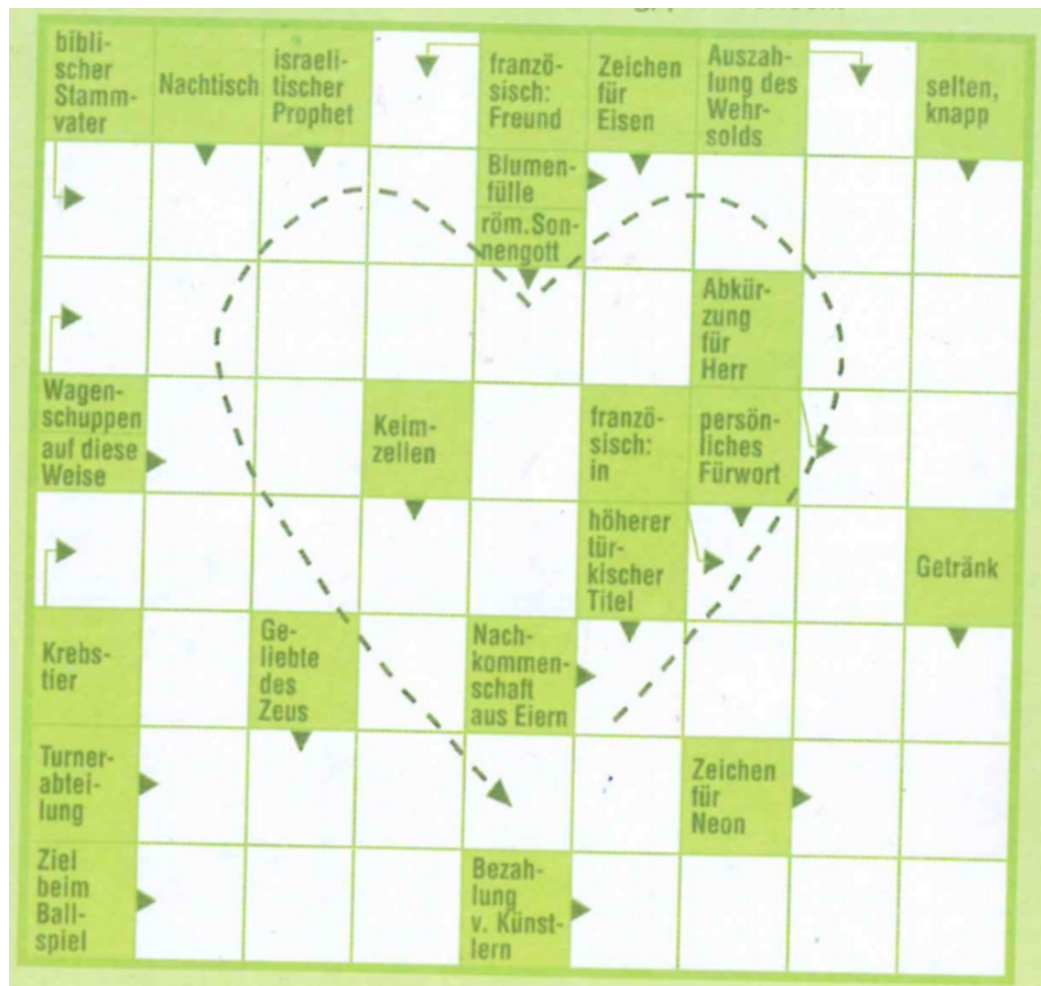 bibli-
scher
Stamm-
vater
Nachtisch
israeli-
tischer
Prophet
franzö-
sisch:
Freund
Zeichen
für
Eisen
Auszah-
lung des
Wehr-
solds
selten,
knapp
Blumen-
fülle
röm.Son-
nengott
Abkür-
zung
für
Herr
Wagen-
schuppen
auf diese
Weise
Keim-
zellen
franzö-
sisch:
in
persön-
liches
Fürwort
höherer
tür-
kischer
Titel
Getränk
Krebs-
tier
Ge-
liebte
des
Zeus
Nach-
kommen-
schaft
aus Eiern
Turner-
abtei-
lung
Zeichen
für
Neon
Ziel
beim
Ball-
spiel
Bezah-
lung
v. Künst-
lern